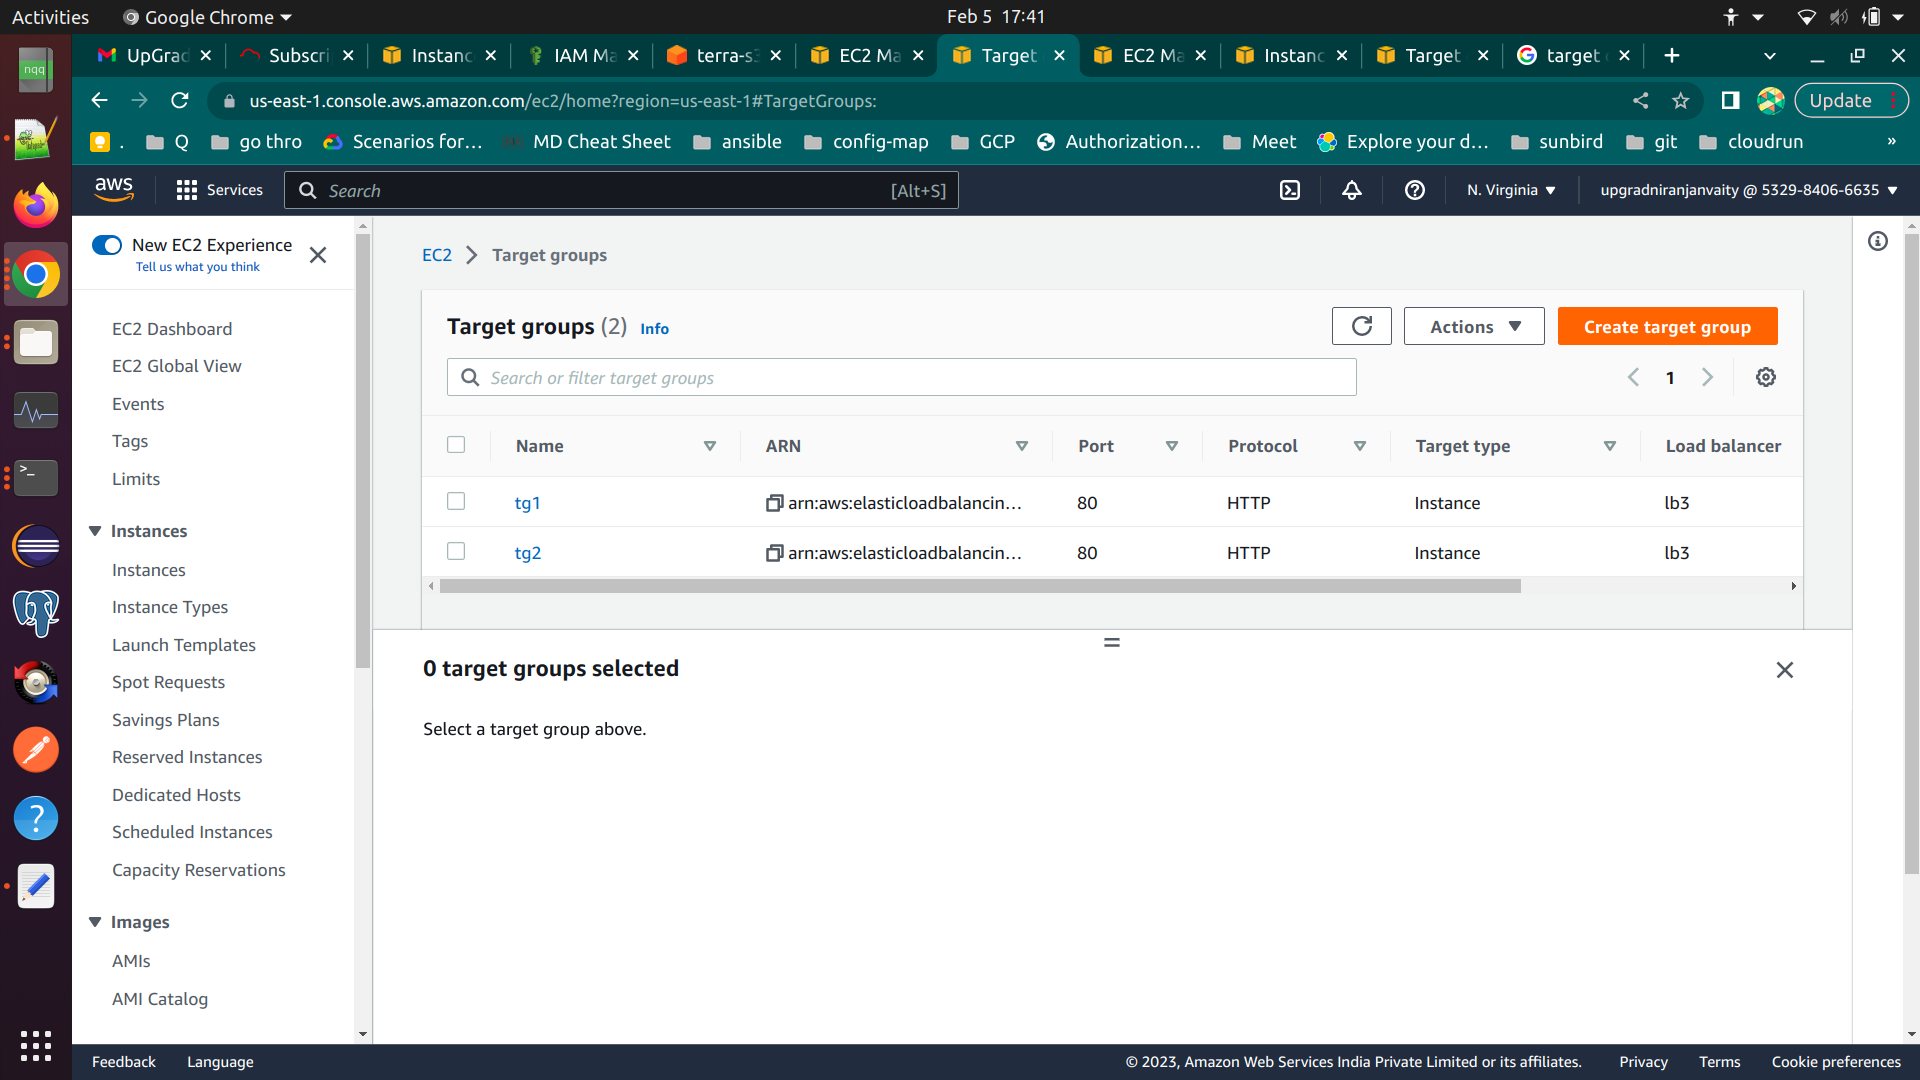 Activities Google Chrome Feb 5 17:41
UpGrad Subscri Instanc IAM Ma terra-s3 EC2 Ma Target EC2 Ma Instanc Target target
us-east-1.console.aws.amazon.com/ec2/home?region=us-east-1#TargetGroups: Update
. Q go thro Scenarios for... MD Cheat Sheet ansible config-map GCP Authorization... Meet Explore your d... sunbird git cloudrun »
nqq
aws Services Search [Alt+S] N. Virginia upgradniranjanvaity @ 5329-8406-6635
New EC2 Experience
Tell us what you think
EC2 Dashboard
EC2 Global View
Events
Tags
Limits
Instances
Instances
Instance Types
Launch Templates
Spot Requests
Savings Plans
Reserved Instances
Dedicated Hosts
Scheduled Instances
Capacity Reservations
Images
AMIs
AMI Catalog
EC2 Target groups
Target groups (2) Info Actions Create target group
Search or filter target groups 1
Name ARN Port Protocol Target type Load balancer
tg1 arn:aws:elasticloadbalancin... 80 HTTP Instance lb3
tg2 arn:aws:elasticloadbalancin... 80 HTTP Instance lb3
0 target groups selected
Select a target group above.
Feedback Language © 2023, Amazon Web Services India Private Limited or its affiliates. Privacy Terms Cookie preferences